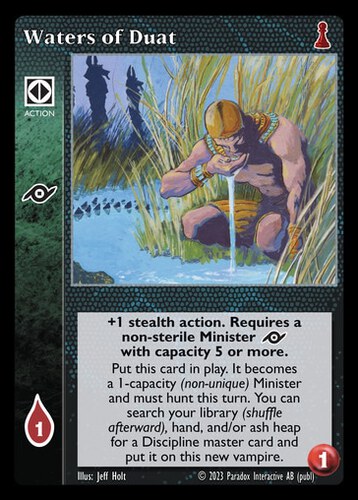 Waters of Duat
ACTION
+1 stealth action. Requires a
non-sterile Minister
with capacity 5 or more.
Put this card in play. It becomes
a 1-capacity (non-unique) Minister
and must hunt this turn. You can
search your library (shuffle
afterward), hand, and/or ash heap
for a Discipline master card and
put it on this new vampire.
1
1
Illus: Jeff Holt
© 2023 Paradox Interactive AB (publ)